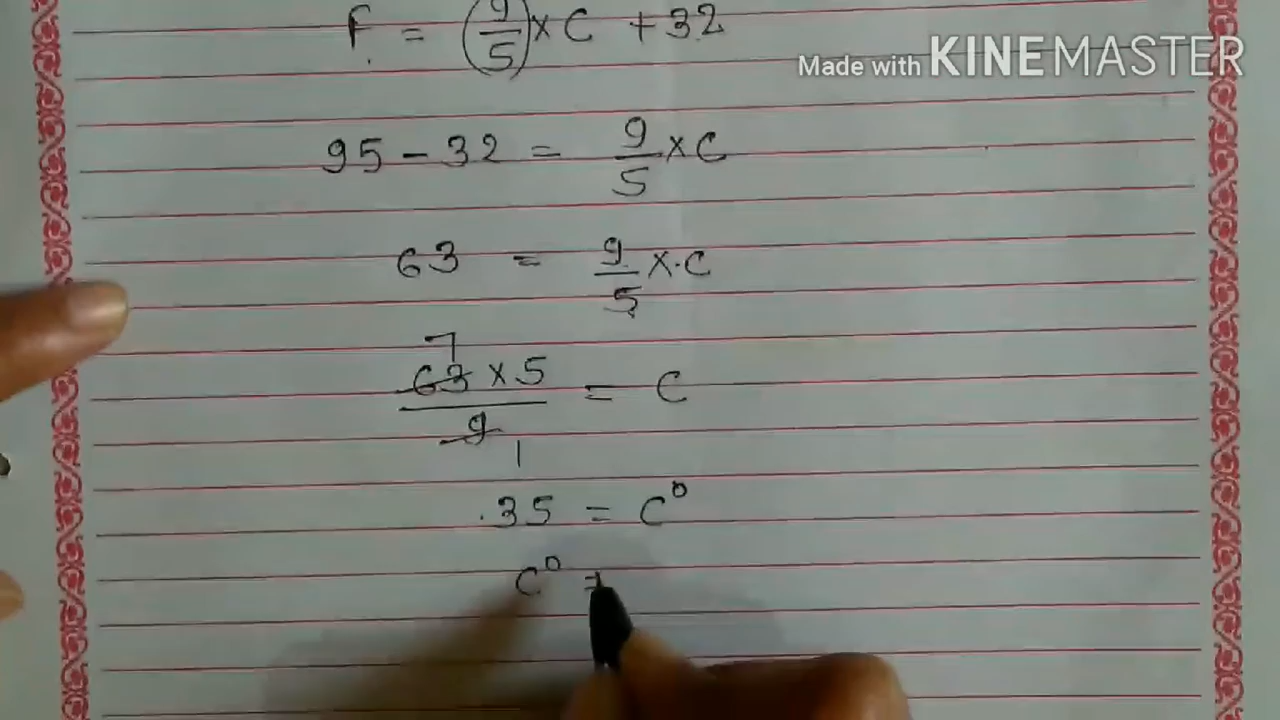 F = (9/5) × C + 32
Made with KINEMASTER
95 - 32 = 9/5 × C
63 = 9/5 × C
7
63 × 5 / 9 = C
1
35 = C°
C° =